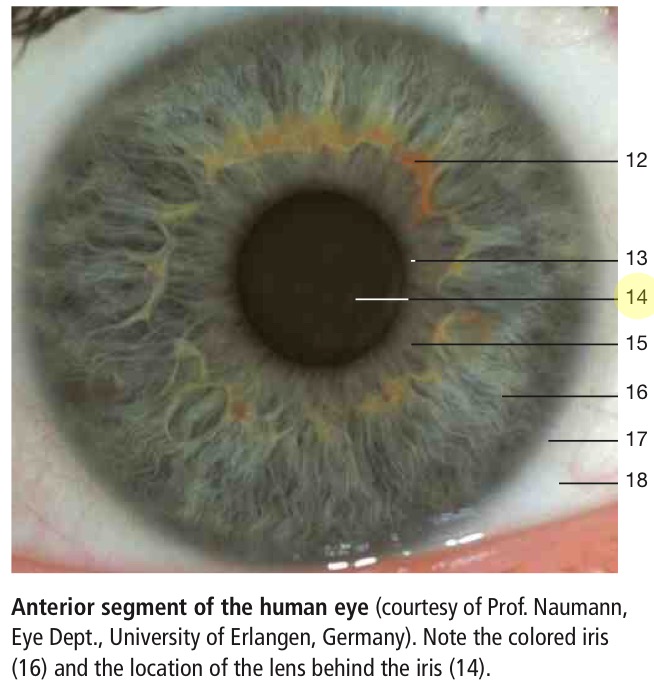 12
13
14
15
16
17
18
Anterior segment of the human eye (courtesy of Prof. Naumann,
Eye Dept., University of Erlangen, Germany). Note the colored iris
(16) and the location of the lens behind the iris (14).